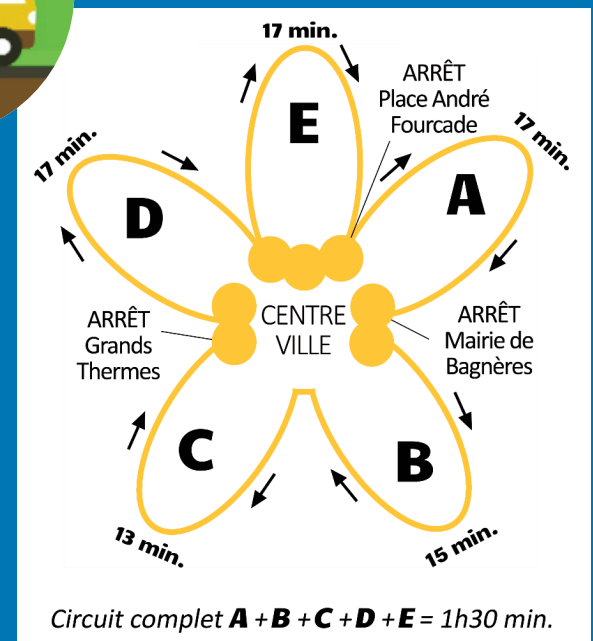 17 min.
E
ARRÊT
Place André
Fourcade
17 min.
A
17 min.
D
ARRÊT
Grands
Thermes
CENTRE
VILLE
ARRÊT
Mairie de
Bagnères
C
13 min.
B
15 min.
Circuit complet A + B + C + D + E = 1h30 min.